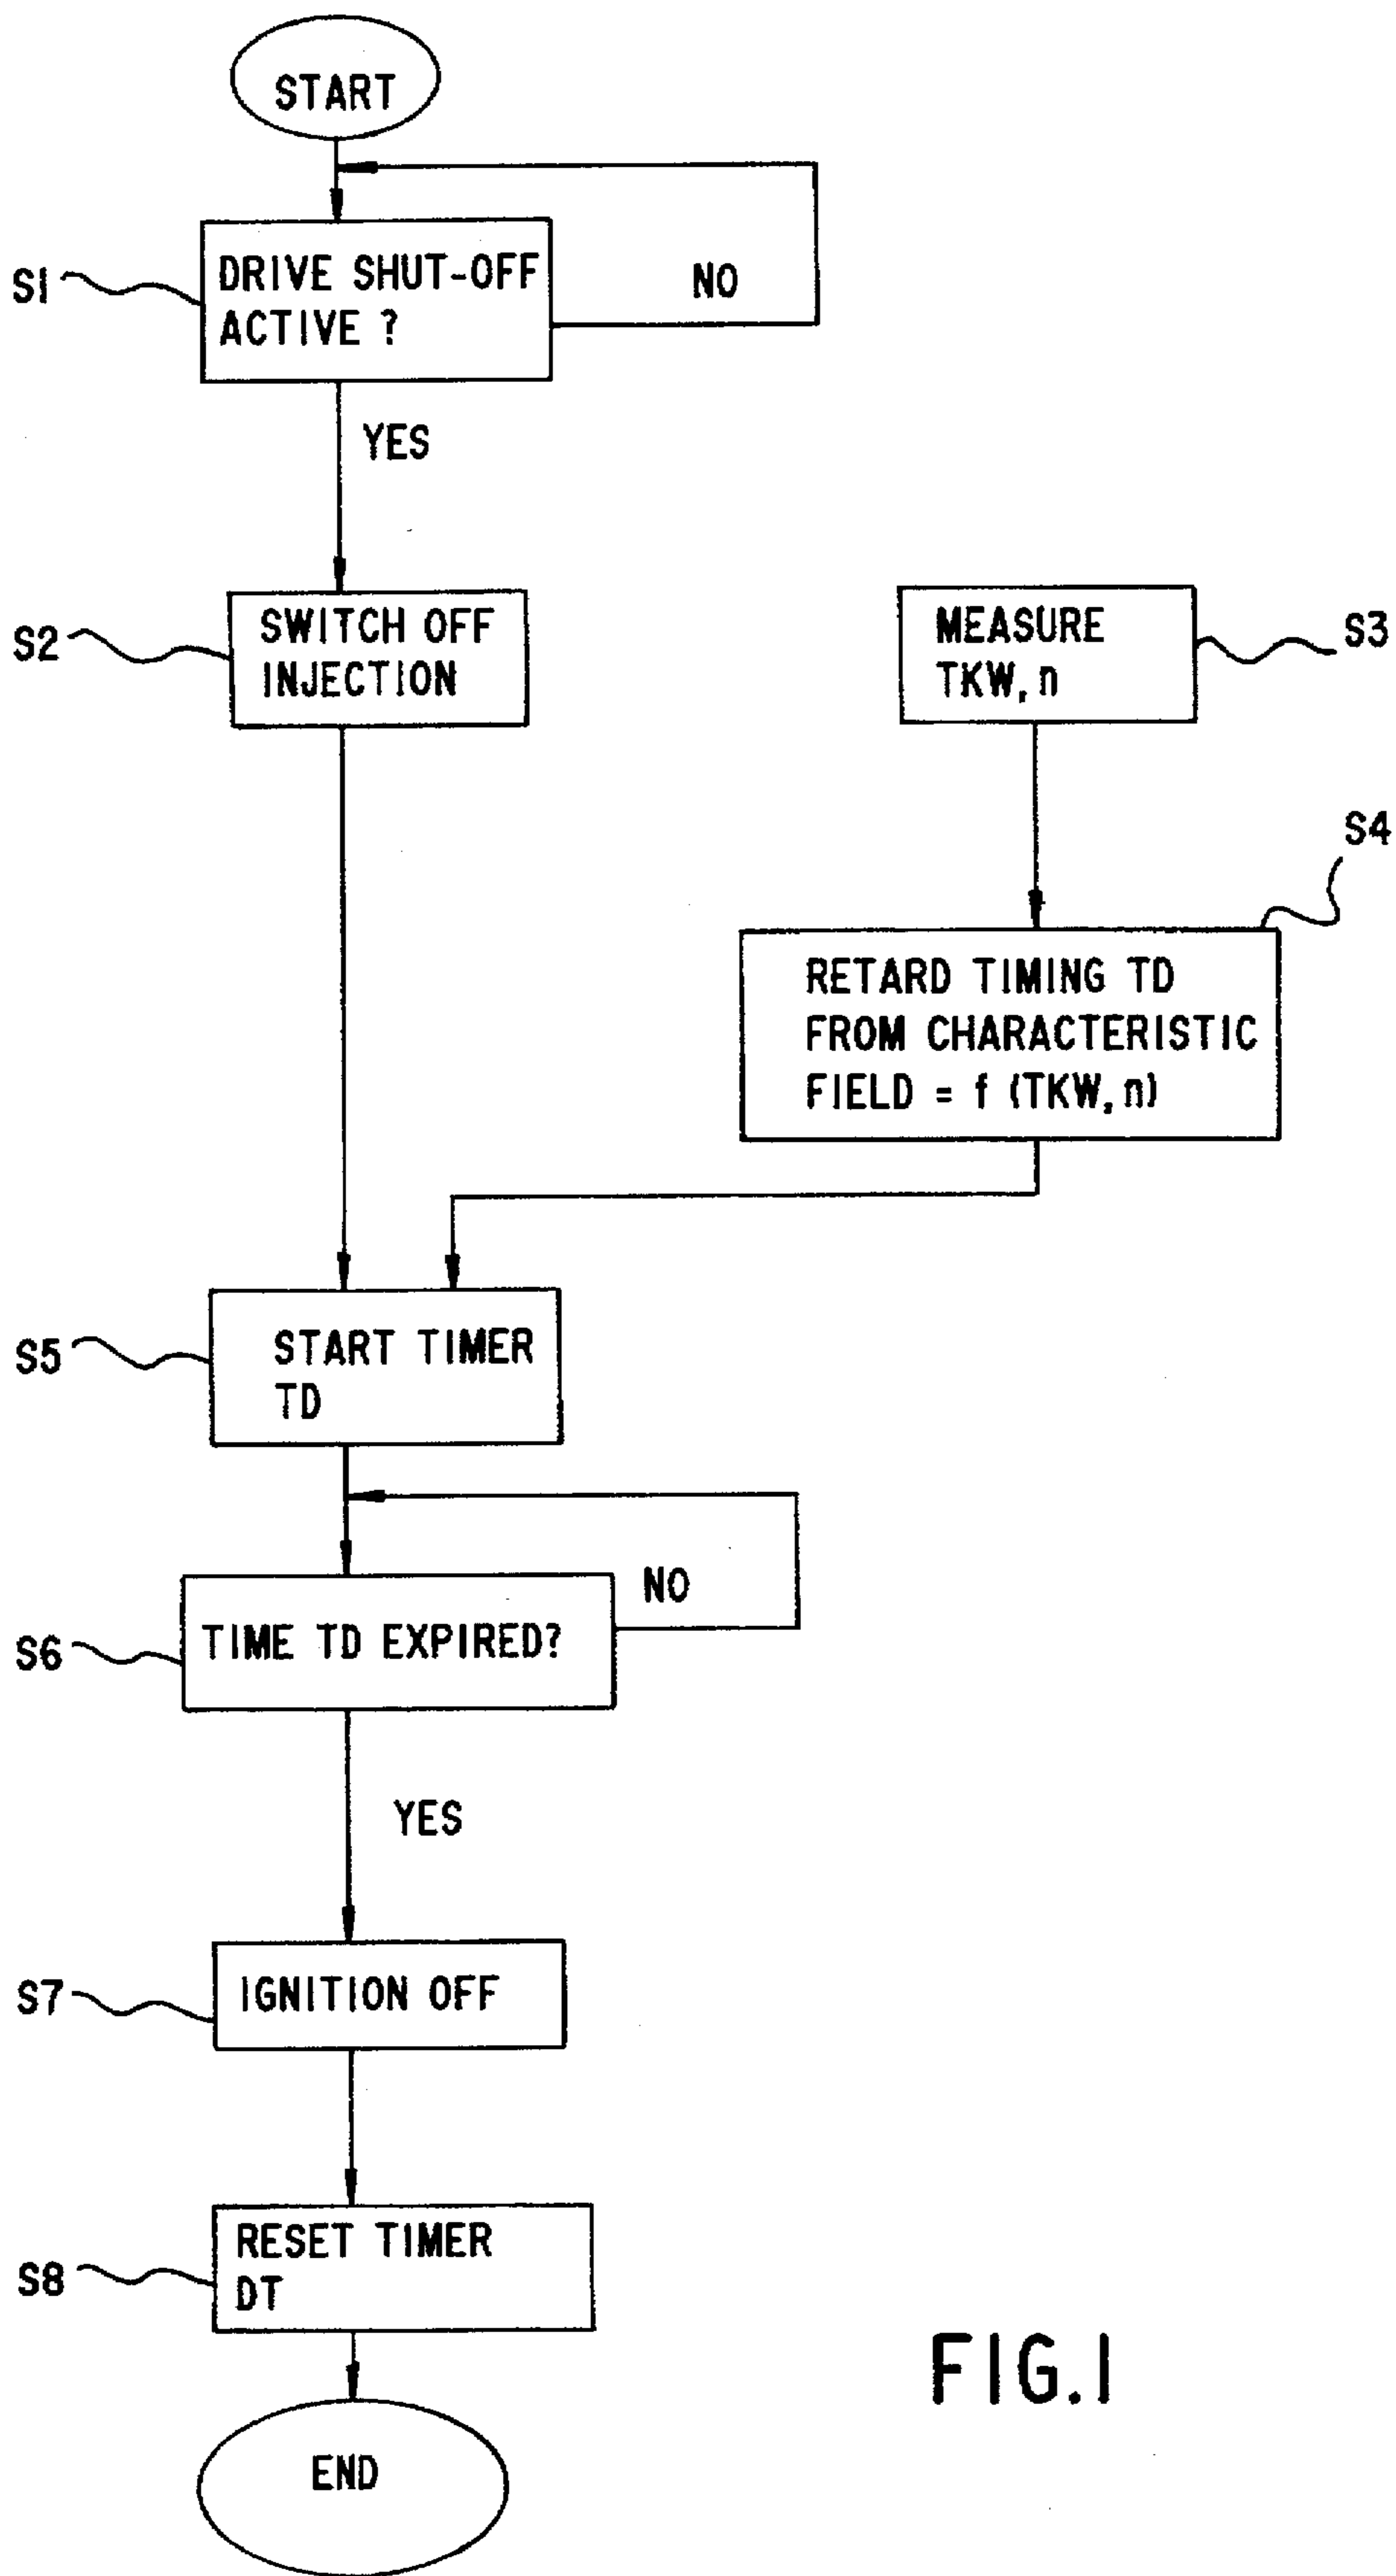 START
S1
DRIVE SHUT-OFF
ACTIVE ?
NO
YES
S2
SWITCH OFF
INJECTION
MEASURE
TKW, n
S3
S4
RETARD TIMING TD
FROM CHARACTERISTIC
FIELD = f (TKW, n)
S5
START TIMER
TD
NO
S6
TIME TD EXPIRED?
YES
S7
IGNITION OFF
S8
RESET TIMER
DT
FIG.1
END